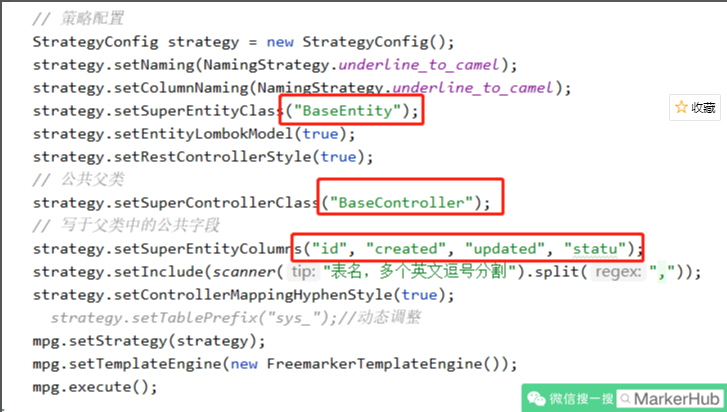 // 策略配置
StrategyConfig strategy = new StrategyConfig();
strategy.setNaming(NamingStrategy.underline_to_camel);
strategy.setColumnNaming(NamingStrategy.underline_to_camel);
strategy.setSuperEntityClass("BaseEntity");
收藏
strategy.setEntityLombokModel(true);
strategy.setRestControllerStyle(true);
// 公共父类
strategy.setSuperControllerClass("BaseController");
// 写于父类中的公共字段
strategy.setSuperEntityColumns("id", "created", "updated", "statu");
strategy.setInclude(scanner( tip: "表名，多个英文逗号分割").split( regex: ","));
strategy.setControllerMappingHyphenStyle(true);
strategy.setTablePrefix("sys_");//动态调整
mpg.setStrategy(strategy);
mpg.setTemplateEngine(new FreemarkerTemplateEngine());
mpg.execute();
微信搜一搜 MarkerHub